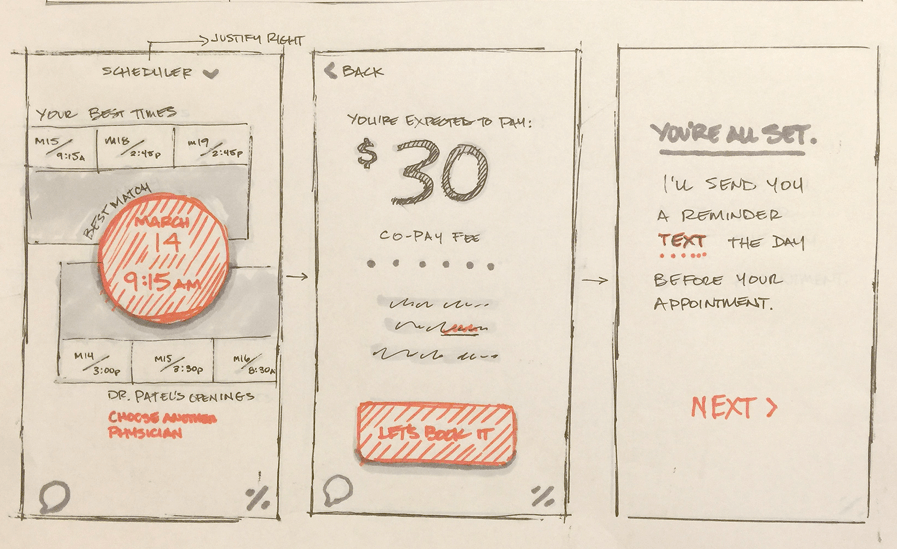 JUSTIFY RIGHT
SCHEDULER
YOUR BEST TIMES
M15/9:15A
M18/2:45P
M19/2:45P
BEST MATCH
MARCH
14
9:15 AM
M14/3:00P
M15/3:30P
M16/8:30A
DR. PATEL'S OPENINGS
CHOOSE ANOTHER
PHYSICIAN
BACK
YOU'RE EXPECTED TO PAY:
$30
CO-PAY FEE
LET'S BOOK IT
YOU'RE ALL SET.
I'LL SEND YOU
A REMINDER
TEXT THE DAY
BEFORE YOUR
APPOINTMENT.
NEXT >